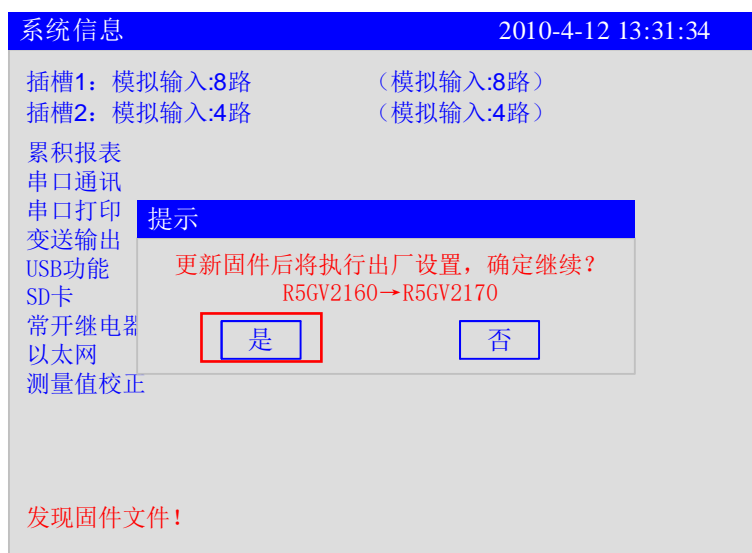 系统信息 2010-4-12 13:31:34
插槽1：模拟输入:8路 （模拟输入:8路）
插槽2：模拟输入:4路 （模拟输入:4路）
累积报表
串口通讯
串口打印
变送输出
USB功能
SD卡
常开继电器
以太网
测量值校正
提示
更新固件后将执行出厂设置，确定继续？
R5GV2160→R5GV2170
是 否
发现固件文件！